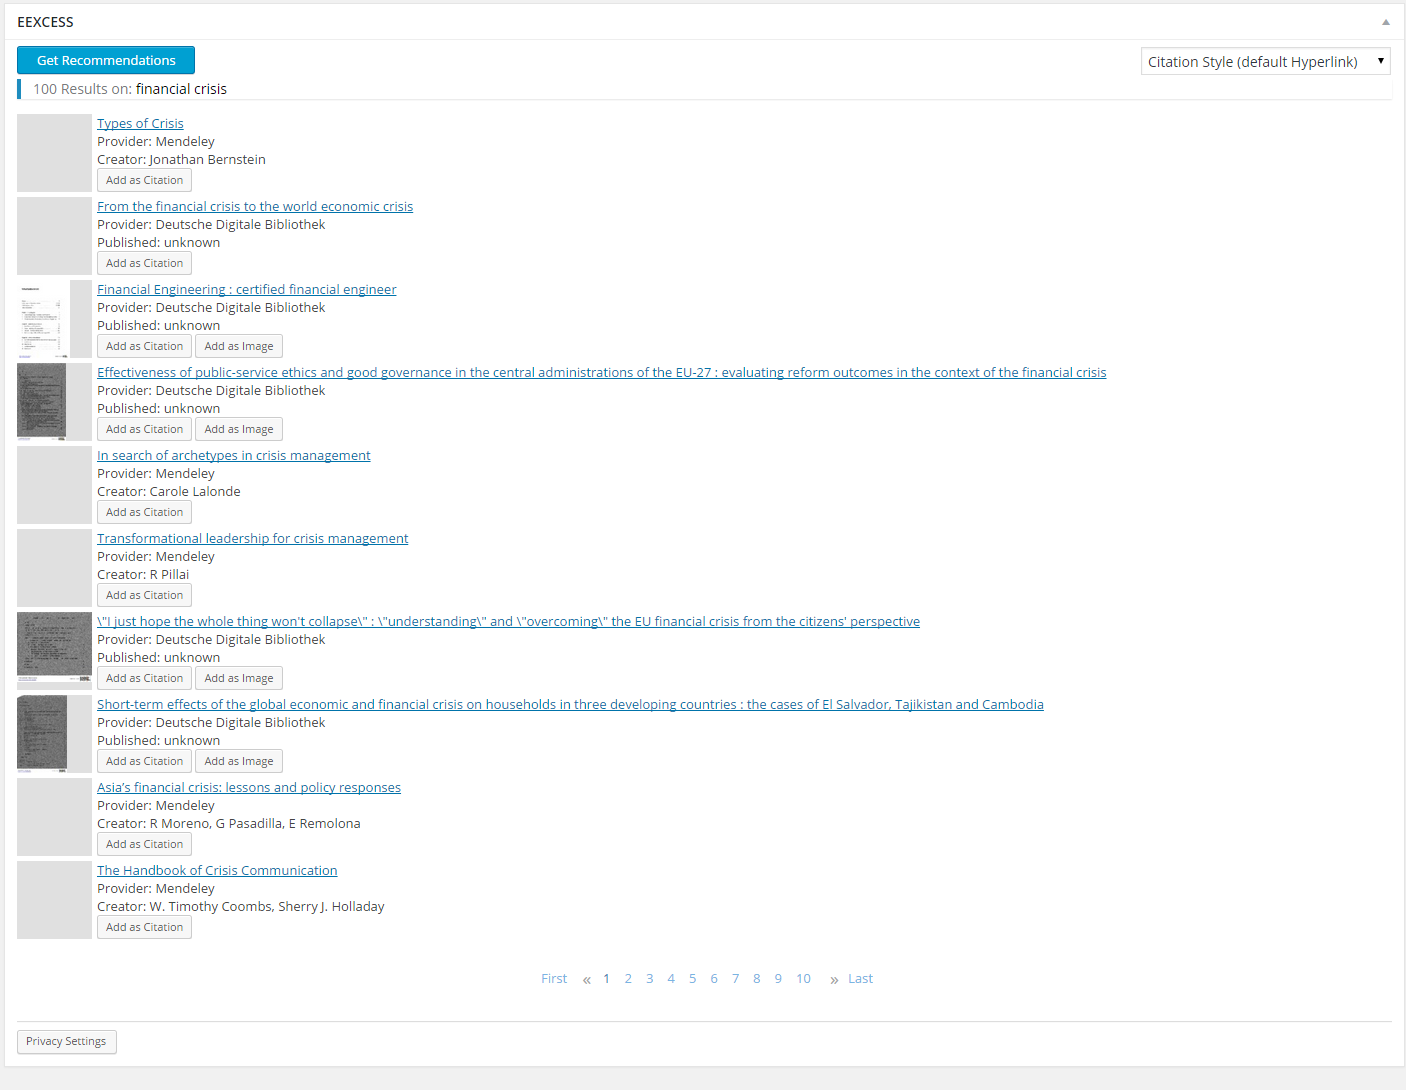 EEXCESS
Get Recommendations
Citation Style (default Hyperlink)
100 Results on: financial crisis
Types of Crisis
Provider: Mendeley
Creator: Jonathan Bernstein
Add as Citation
From the financial crisis to the world economic crisis
Provider: Deutsche Digitale Bibliothek
Published: unknown
Add as Citation
Financial Engineering : certified financial engineer
Provider: Deutsche Digitale Bibliothek
Published: unknown
Add as Citation Add as Image
Effectiveness of public-service ethics and good governance in the central administrations of the EU-27 : evaluating reform outcomes in the context of the financial crisis
Provider: Deutsche Digitale Bibliothek
Published: unknown
Add as Citation Add as Image
In search of archetypes in crisis management
Provider: Mendeley
Creator: Carole Lalonde
Add as Citation
Transformational leadership for crisis management
Provider: Mendeley
Creator: R Pillai
Add as Citation
\"I just hope the whole thing won't collapse\" : \"understanding\" and \"overcoming\" the EU financial crisis from the citizens' perspective
Provider: Deutsche Digitale Bibliothek
Published: unknown
Add as Citation Add as Image
Short-term effects of the global economic and financial crisis on households in three developing countries : the cases of El Salvador, Tajikistan and Cambodia
Provider: Deutsche Digitale Bibliothek
Published: unknown
Add as Citation Add as Image
Asia’s financial crisis: lessons and policy responses
Provider: Mendeley
Creator: R Moreno, G Pasadilla, E Remolona
Add as Citation
The Handbook of Crisis Communication
Provider: Mendeley
Creator: W. Timothy Coombs, Sherry J. Holladay
Add as Citation
First « 1 2 3 4 5 6 7 8 9 10 » Last
Privacy Settings